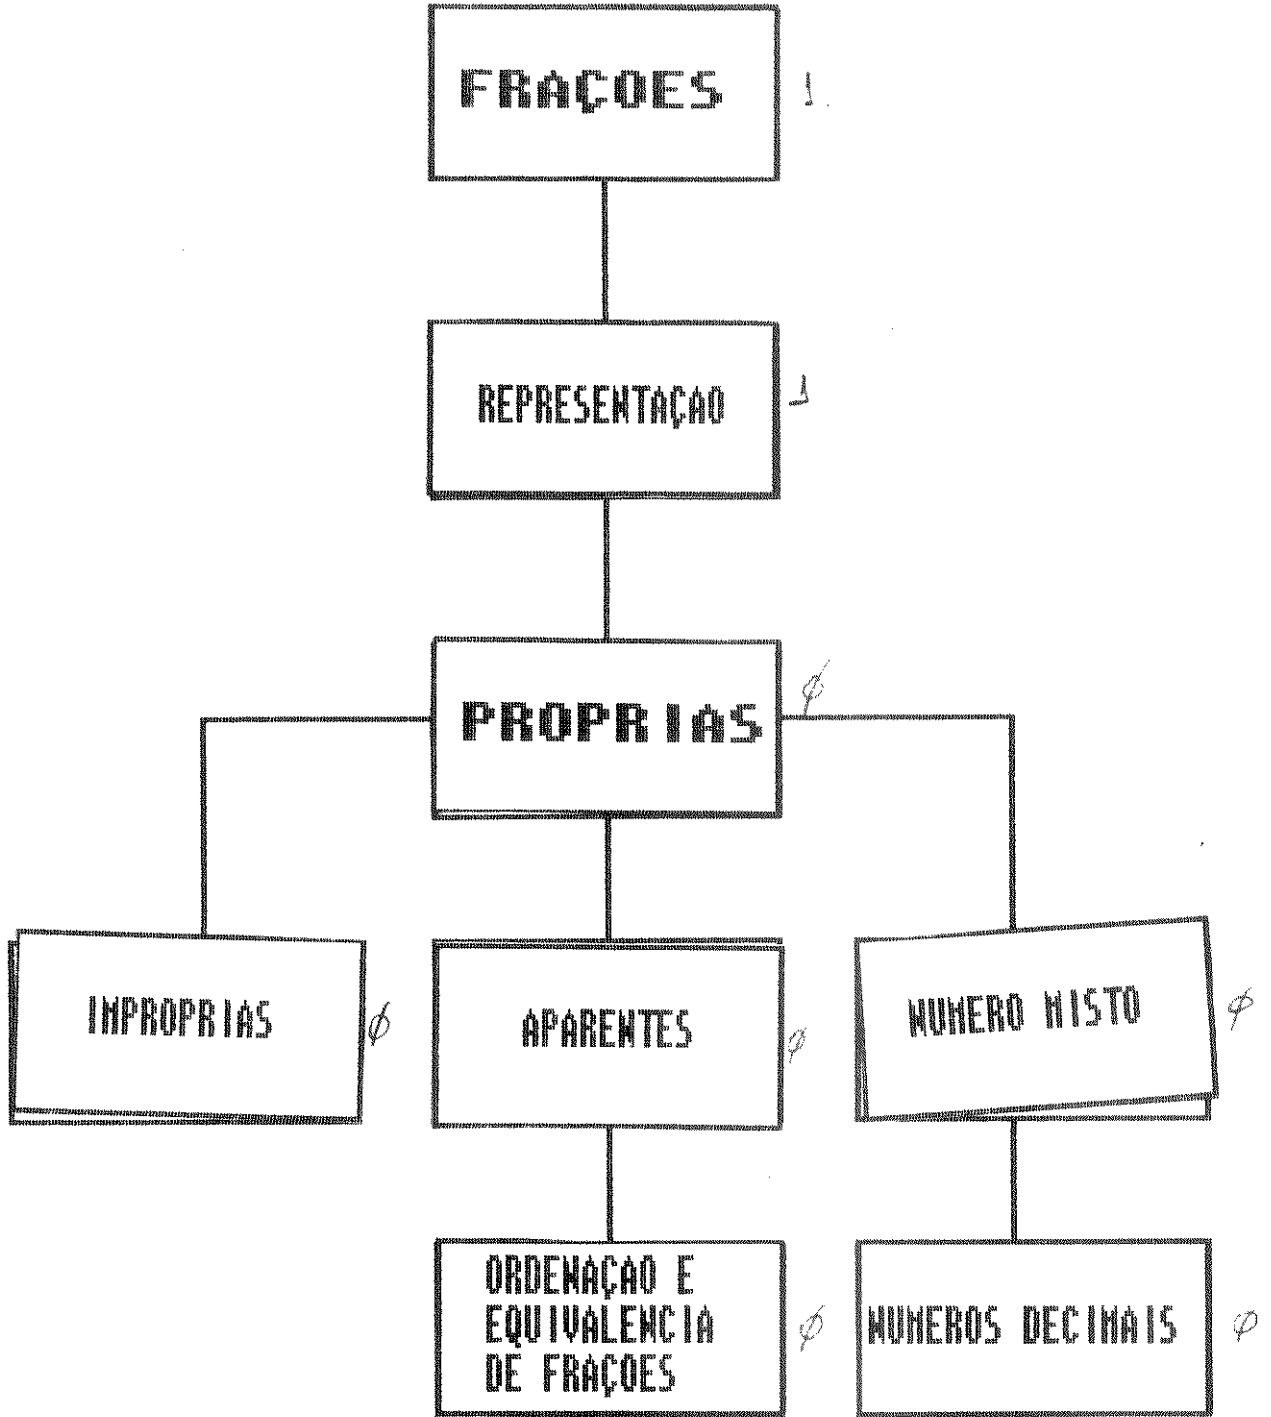 FRAÇOES 1.
REPRESENTAÇAO 1
PROPRIAS ϕ
IMPROPRIAS ϕ
APARENTES ϕ
NUMERO MISTO ϕ
ORDENAÇAO E
EQUIVALENCIA
DE FRAÇOES ϕ
NUMEROS DECIMAIS ϕ